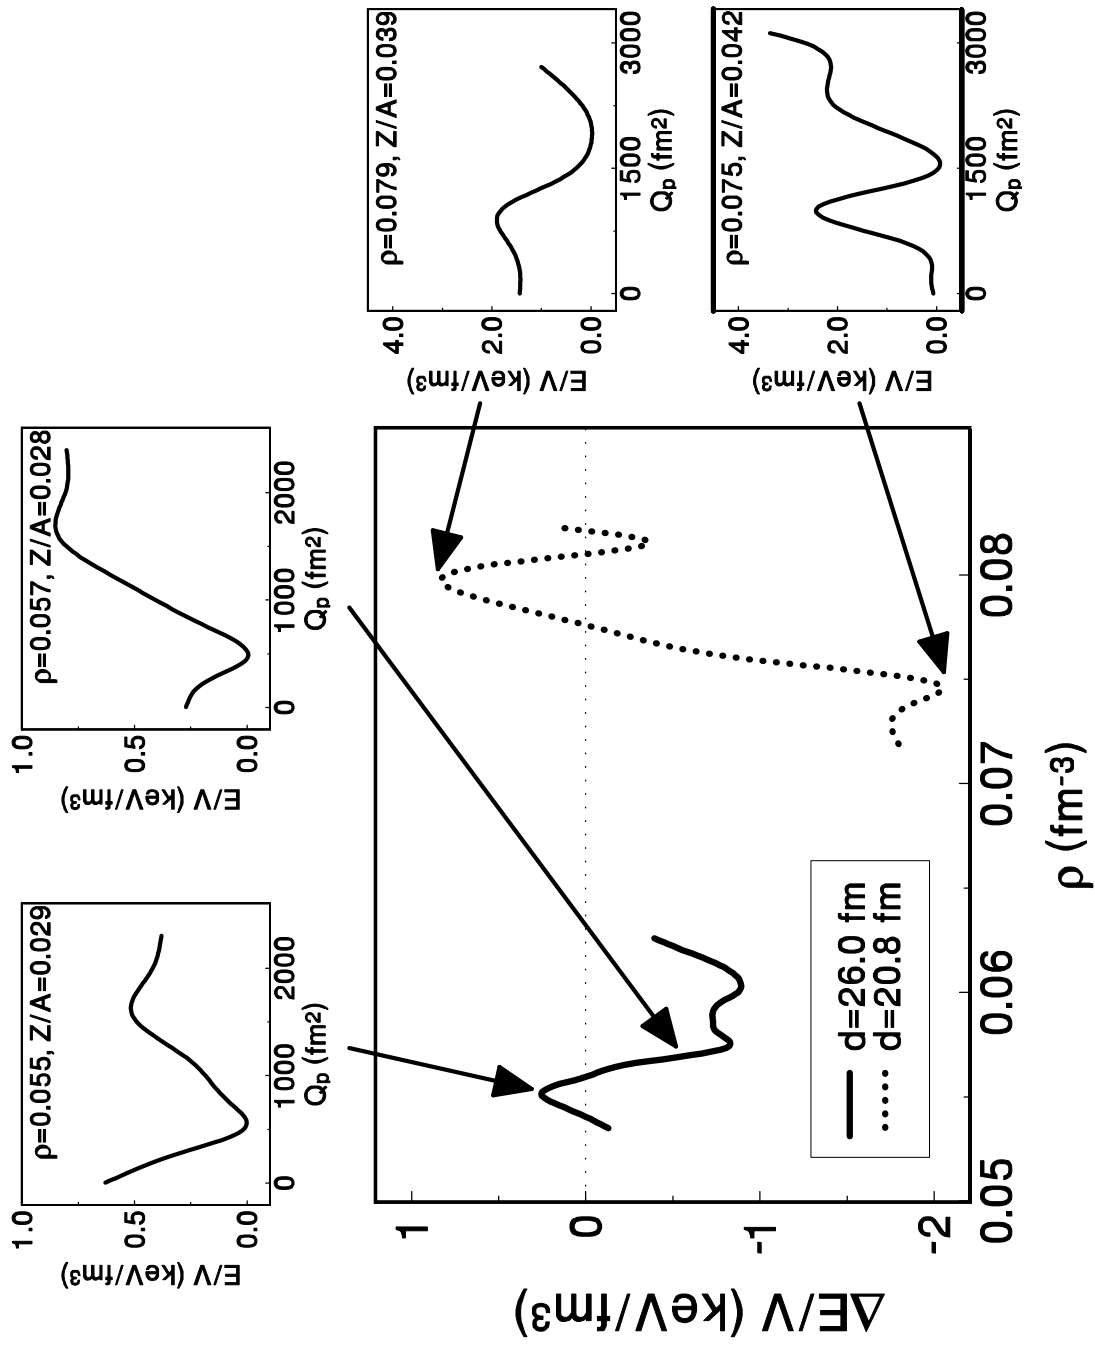 ρ=0.055, Z/A=0.029
1.0
0.5
0.0
E/V (keV/fm3)
0
1000
2000
Qp (fm2)
ρ=0.057, Z/A=0.028
1.0
0.5
0.0
E/V (keV/fm3)
0
1000
2000
Qp (fm2)
ρ=0.079, Z/A=0.039
4.0
2.0
0.0
E/V (keV/fm3)
0
1500
3000
Qp (fm2)
ρ=0.075, Z/A=0.042
4.0
2.0
0.0
E/V (keV/fm3)
0
1500
3000
Qp (fm2)
1
0
-1
-2
ΔE/V (keV/fm3)
d=26.0 fm
d=20.8 fm
0.05
0.06
0.07
0.08
ρ (fm-3)